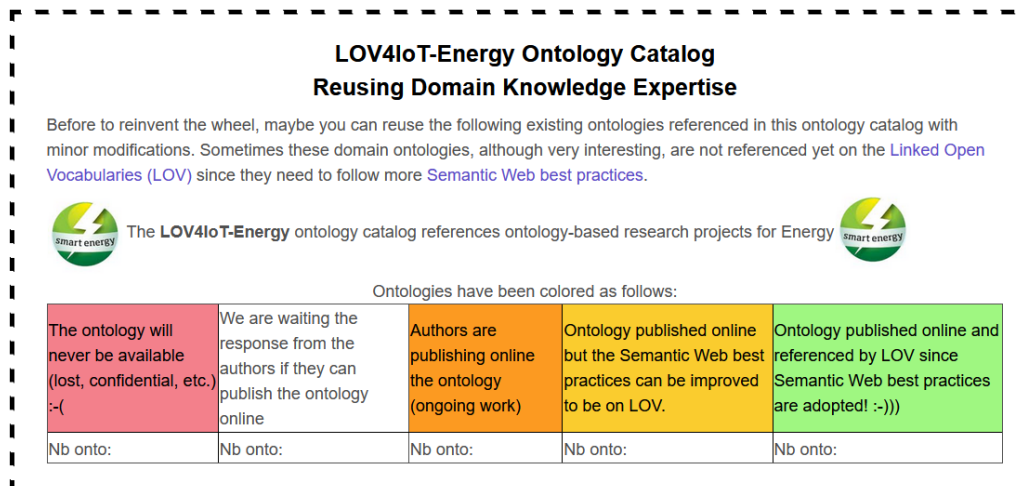 LOV4IoT-Energy Ontology Catalog
Reusing Domain Knowledge Expertise
Before to reinvent the wheel, maybe you can reuse the following existing ontologies referenced in this ontology catalog with
minor modifications. Sometimes these domain ontologies, although very interesting, are not referenced yet on the Linked Open
Vocabularies (LOV) since they need to follow more Semantic Web best practices.
smart energy
The LOV4IoT-Energy ontology catalog references ontology-based research projects for Energy
smart energy
Ontologies have been colored as follows:
The ontology will
never be available
(lost, confidential, etc.)
:-(
We are waiting the
response from the
authors if they can
publish the ontology
online
Authors are
publishing online
the ontology
(ongoing work)
Ontology published online
but the Semantic Web best
practices can be improved
to be on LOV.
Ontology published online and
referenced by LOV since
Semantic Web best practices
are adopted! :-)))
Nb onto:
Nb onto:
Nb onto:
Nb onto:
Nb onto: